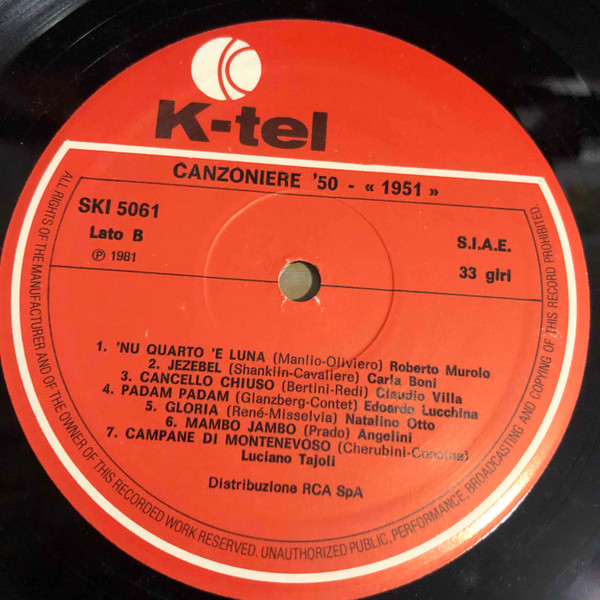 K-tel
CANZONIERE '50 - « 1951 »
SKI 5061
Lato B
Ⓟ 1981
S.I.A.E.
33 giri
1. 'NU QUARTO 'E LUNA (Manlio-Oliviero) Roberto Murolo
2. JEZEBEL (Shanklin-Cavaliere) Carla Boni
3. CANCELLO CHIUSO (Bertini-Redi) Claudio Villa
4. PADAM PADAM (Glanzberg-Contet) Edoardo Lucchina
5. GLORIA (René-Misselvia) Natalino Otto
6. MAMBO JAMBO (Prado) Angelini
7. CAMPANE DI MONTENEVOSO (Cherubini-Concina)
Luciano Tajoli
Distribuzione RCA SpA
ALL RIGHTS OF THE MANUFACTURER AND OF THE OWNER OF THIS RECORDED WORK RESERVED. UNAUTHORIZED PUBLIC, PERFORMANCE, BROADCASTING AND COPYING OF THIS RECORD PROHIBITED.